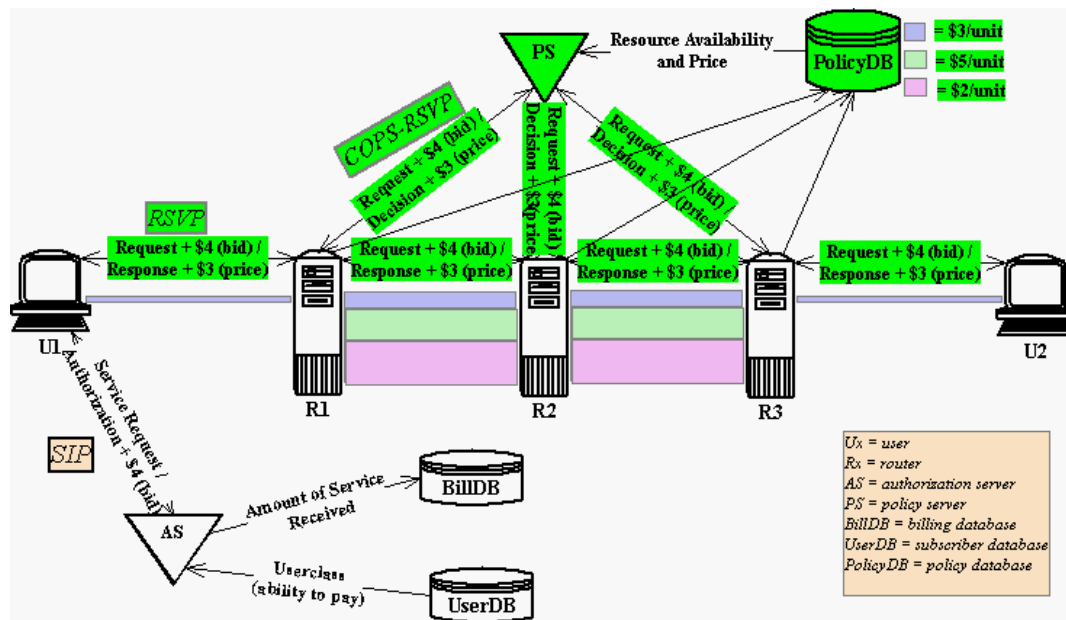 PS
Resource Availability
and Price
PolicyDB
= $3/unit
= $5/unit
= $2/unit
COPS-RSVP
Request + $4 (bid) /
Decision + $3 (price)
Request + $4 (bid)
Decision + $3(price)
Request + $4 (bid) /
Decision + $3 (price)
RSVP
Request + $4 (bid) /
Response + $3 (price)
Request + $4 (bid) /
Response + $3 (price)
Request + $4 (bid) /
Response + $3 (price)
Request + $4 (bid) /
Response + $3 (price)
U1
R1
R2
R3
U2
Service Request /
Authorization + $4 (bid)
SIP
AS
Amount of Service
Received
BillDB
Userclass
(ability to pay)
UserDB
Ux = user
Rx = router
AS = authorization server
PS = policy server
BillDB = billing database
UserDB = subscriber database
PolicyDB = policy database